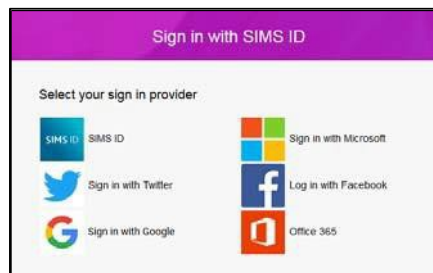 Sign in with SIMS ID
Select your sign in provider
SIMS ID SIMS ID
Sign in with Microsoft
Sign in with Twitter
Log in with Facebook
Sign in with Google
Office 365